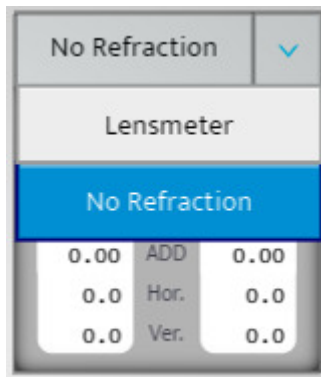 No Refraction
Lensmeter
No Refraction
0.00 ADD 0.00
0.0 Hor. 0.0
0.0 Ver. 0.0